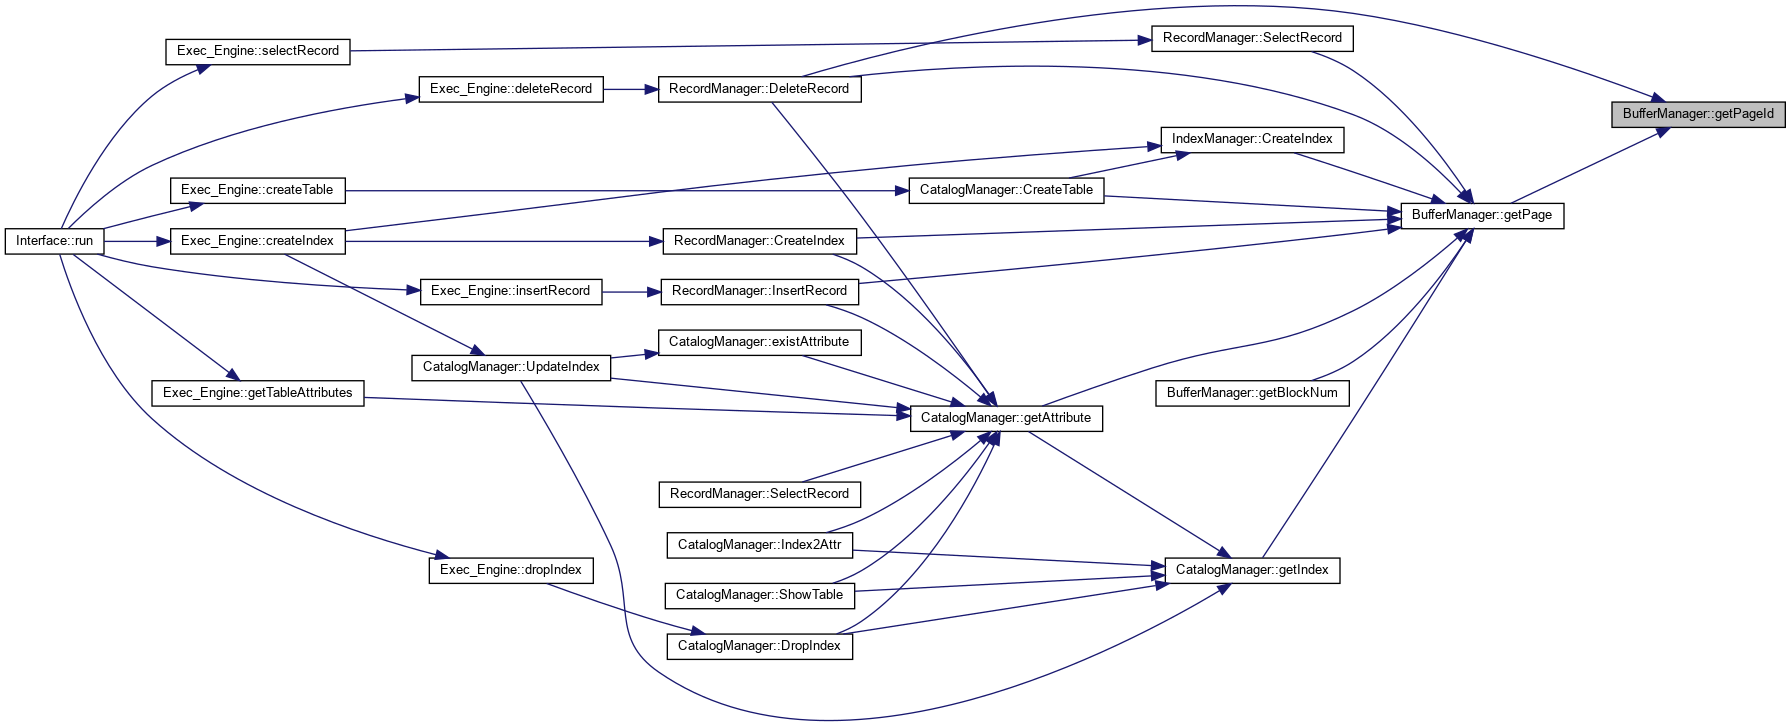 Exec_Engine::selectRecord
RecordManager::SelectRecord
Exec_Engine::deleteRecord
RecordManager::DeleteRecord
BufferManager::getPageId
IndexManager::CreateIndex
Exec_Engine::createTable
CatalogManager::CreateTable
BufferManager::getPage
Interface::run
Exec_Engine::createIndex
RecordManager::CreateIndex
Exec_Engine::insertRecord
RecordManager::InsertRecord
CatalogManager::existAttribute
CatalogManager::UpdateIndex
Exec_Engine::getTableAttributes
BufferManager::getBlockNum
CatalogManager::getAttribute
RecordManager::SelectRecord
CatalogManager::Index2Attr
Exec_Engine::dropIndex
CatalogManager::getIndex
CatalogManager::ShowTable
CatalogManager::DropIndex